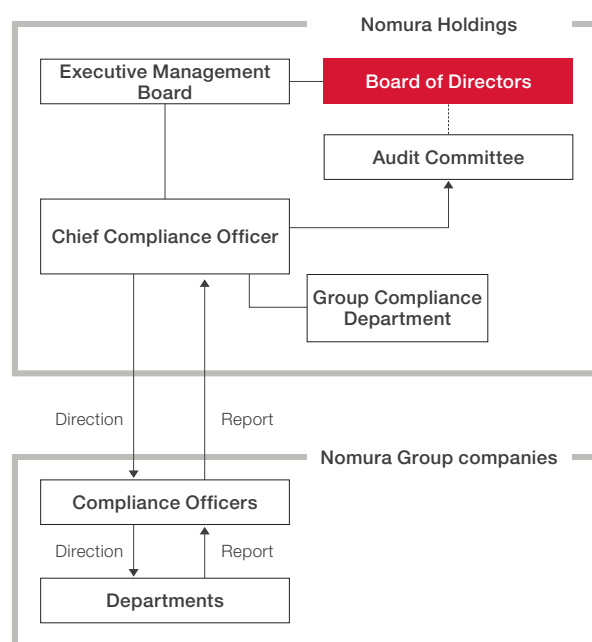 Nomura Holdings
Executive Management
Board
Board of Directors
Audit Committee
Chief Compliance Officer
Group Compliance
Department
Direction
Report
Nomura Group companies
Compliance Officers
Direction
Report
Departments